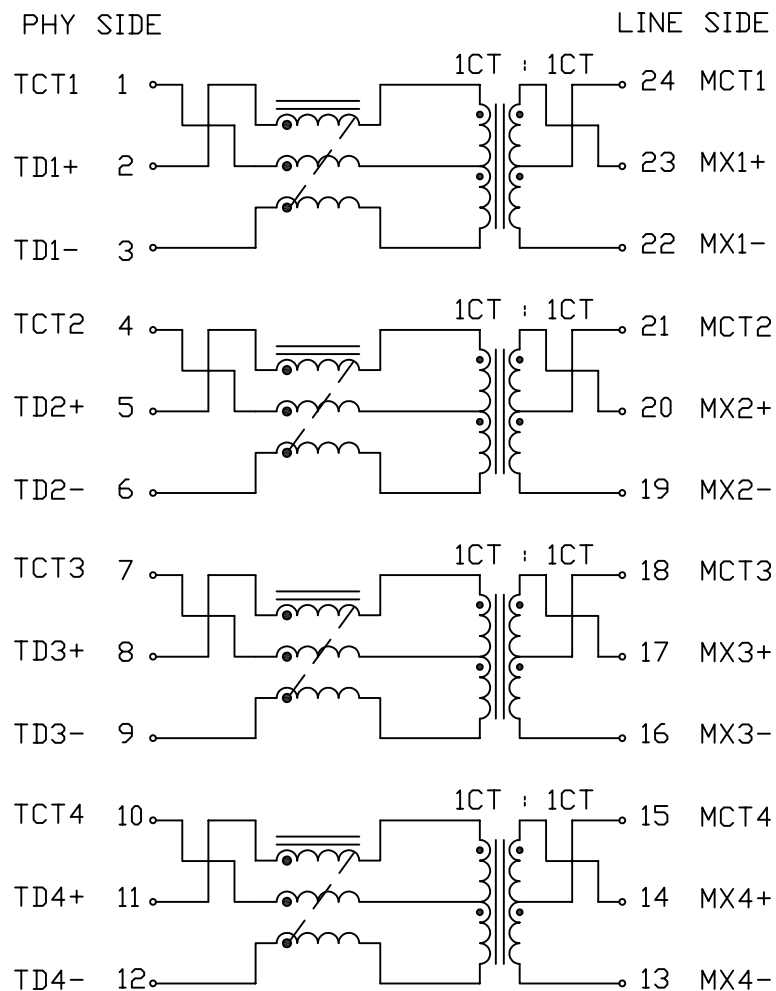 PHY SIDE LINE SIDE
1CT : 1CT
TCT1 1 24 MCT1
TD1+ 2 23 MX1+
TD1- 3 22 MX1-
1CT : 1CT
TCT2 4 21 MCT2
TD2+ 5 20 MX2+
TD2- 6 19 MX2-
1CT : 1CT
TCT3 7 18 MCT3
TD3+ 8 17 MX3+
TD3- 9 16 MX3-
1CT : 1CT
TCT4 10 15 MCT4
TD4+ 11 14 MX4+
TD4- 12 13 MX4-